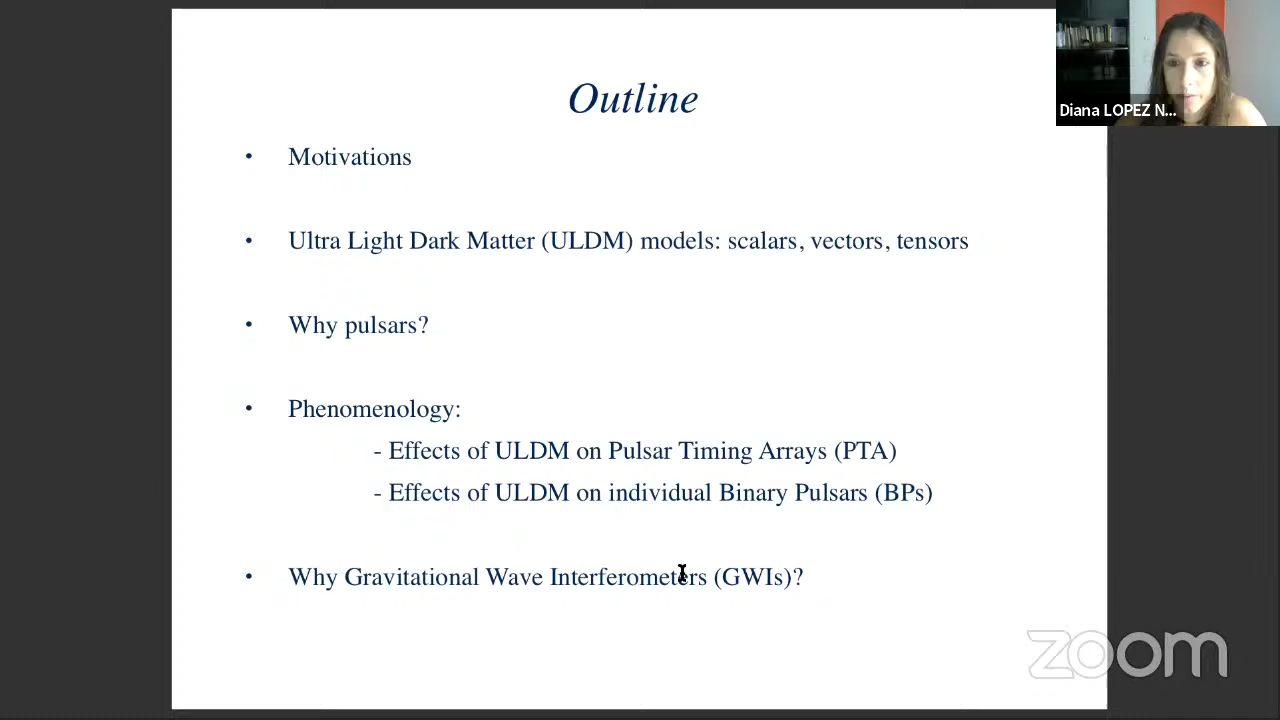 Outline
• Motivations
• Ultra Light Dark Matter (ULDM) models: scalars, vectors, tensors
• Why pulsars?
• Phenomenology:
- Effects of ULDM on Pulsar Timing Arrays (PTA)
- Effects of ULDM on individual Binary Pulsars (BPs)
• Why Gravitational Wave Interferometers (GWIs)?
Diana LOPEZ N...
zoom